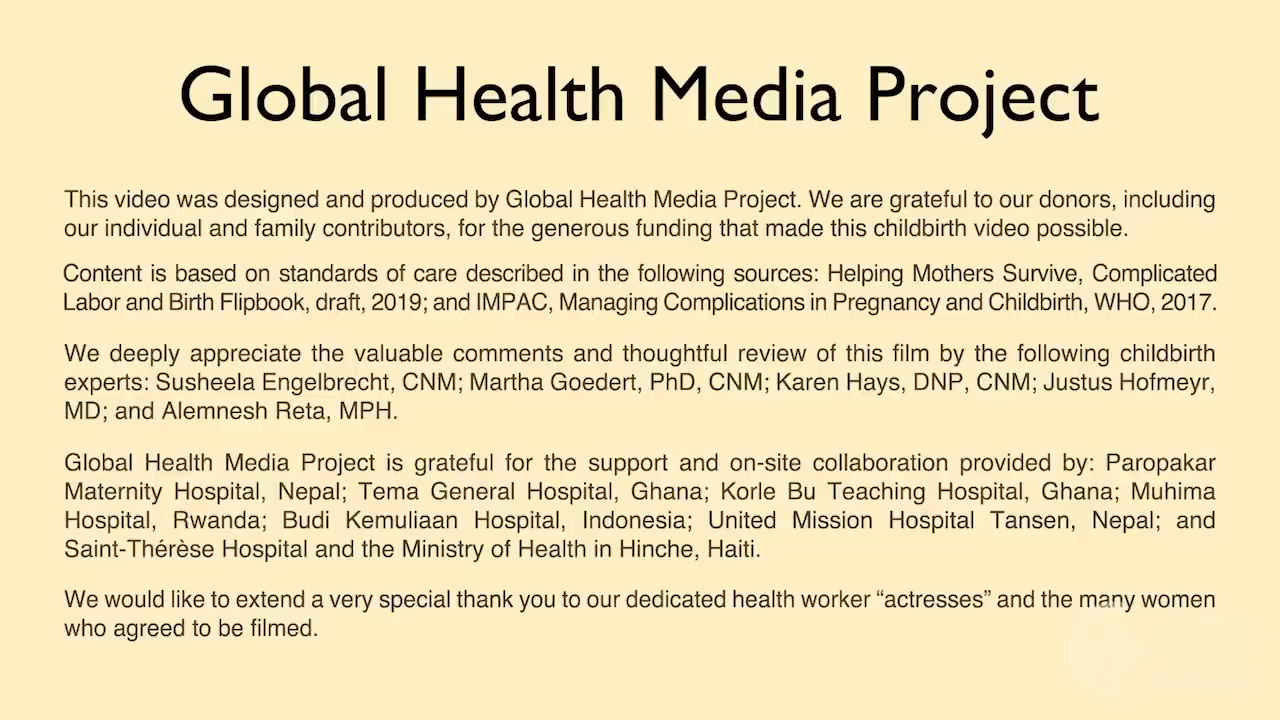 Global Health Media Project
This video was designed and produced by Global Health Media Project. We are grateful to our donors, including
our individual and family contributors, for the generous funding that made this childbirth video possible.
Content is based on standards of care described in the following sources: Helping Mothers Survive, Complicated
Labor and Birth Flipbook, draft, 2019; and IMPAC, Managing Complications in Pregnancy and Childbirth, WHO, 2017.
We deeply appreciate the valuable comments and thoughtful review of this film by the following childbirth
experts: Susheela Engelbrecht, CNM; Martha Goedert, PhD, CNM; Karen Hays, DNP, CNM; Justus Hofmeyr,
MD; and Alemnesh Reta, MPH.
Global Health Media Project is grateful for the support and on-site collaboration provided by: Paropakar
Maternity Hospital, Nepal; Tema General Hospital, Ghana; Korle Bu Teaching Hospital, Ghana; Muhima
Hospital, Rwanda; Budi Kemuliaan Hospital, Indonesia; United Mission Hospital Tansen, Nepal; and
Saint-Thérèse Hospital and the Ministry of Health in Hinche, Haiti.
We would like to extend a very special thank you to our dedicated health worker “actresses” and the many women
who agreed to be filmed.